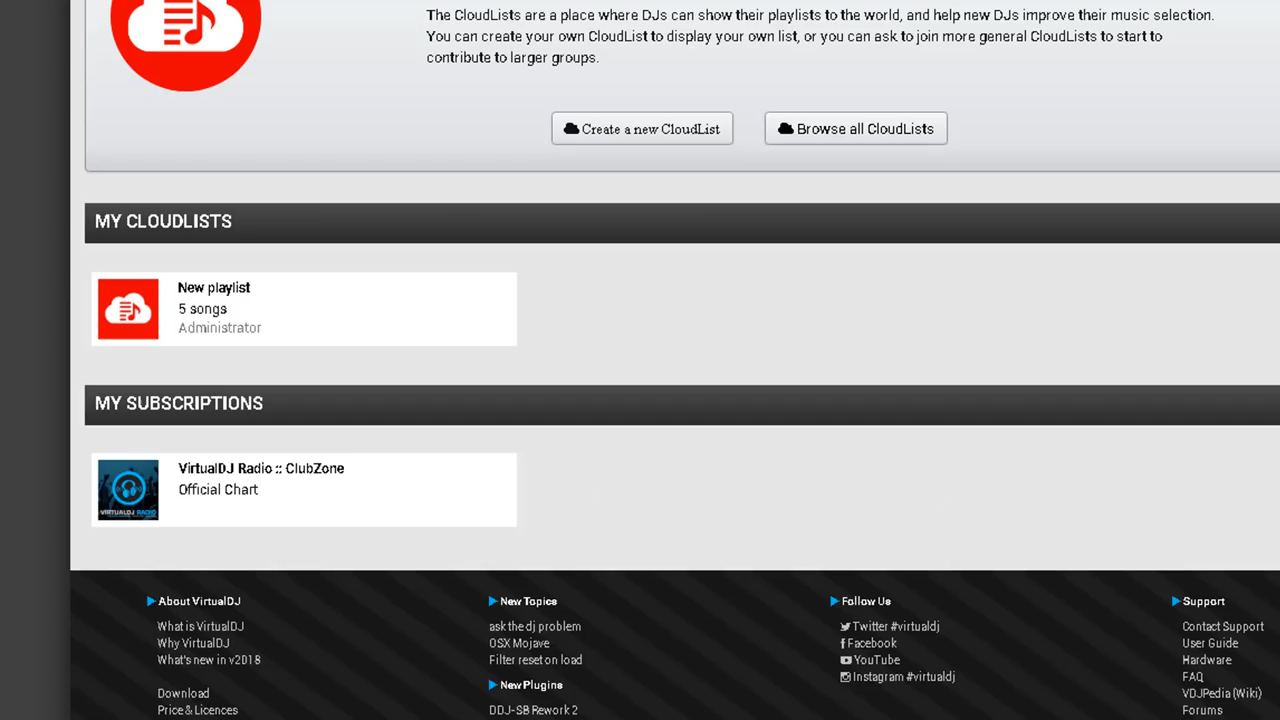 The CloudLists are a place where DJs can show their playlists to the world, and help new DJs improve their music selection.
You can create your own CloudList to display your own list, or you can ask to join more general CloudLists to start to
contribute to larger groups.
Create a new CloudList
Browse all CloudLists
MY CLOUDLISTS
New playlist
5 songs
Administrator
MY SUBSCRIPTIONS
VirtualDJ Radio :: ClubZone
Official Chart
VIRTUALDJ RADIO
About VirtualDJ
What is VirtualDJ
Why VirtualDJ
What's new in v2018
Download
Price & Licences
New Topics
ask the dj problem
OSX Mojave
Filter reset on load
New Plugins
DDJ-SB Rework 2
Follow Us
Twitter #virtualdj
Facebook
YouTube
Instagram #virtualdj
Support
Contact Support
User Guide
Hardware
FAQ
VDJPedia (Wiki)
Forums